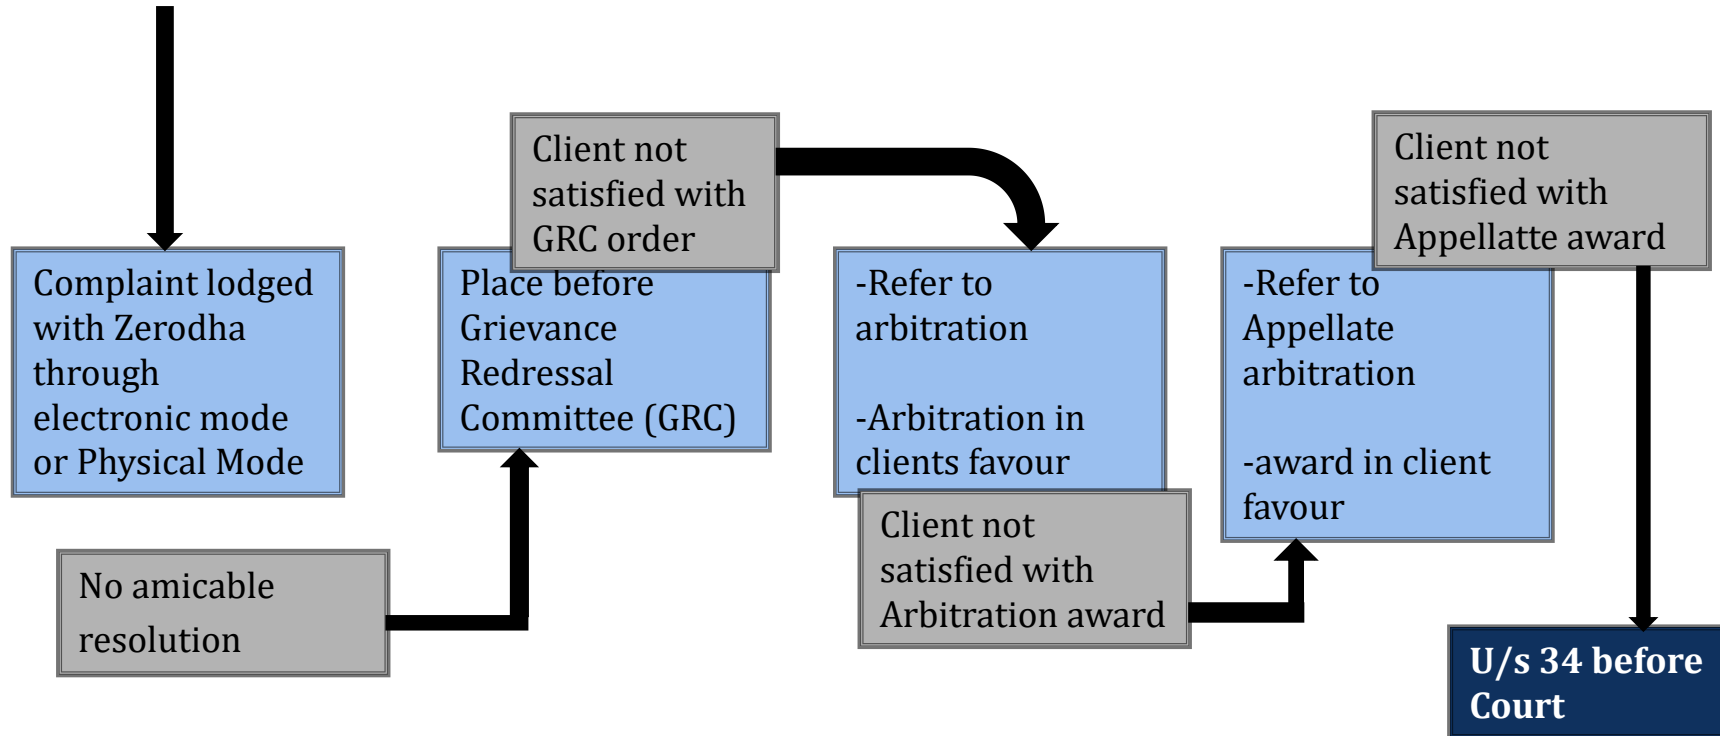 Complaint lodged
with Zerodha
through
electronic mode
or Physical Mode
No amicable
resolution
Client not
satisfied with
GRC order
Place before
Grievance
Redressal
Committee (GRC)
-Refer to
arbitration
-Arbitration in
clients favour
Client not
satisfied with
Arbitration award
-Refer to
Appellate
arbitration
-award in client
favour
Client not
satisfied with
Appellatte award
U/s 34 before
Court